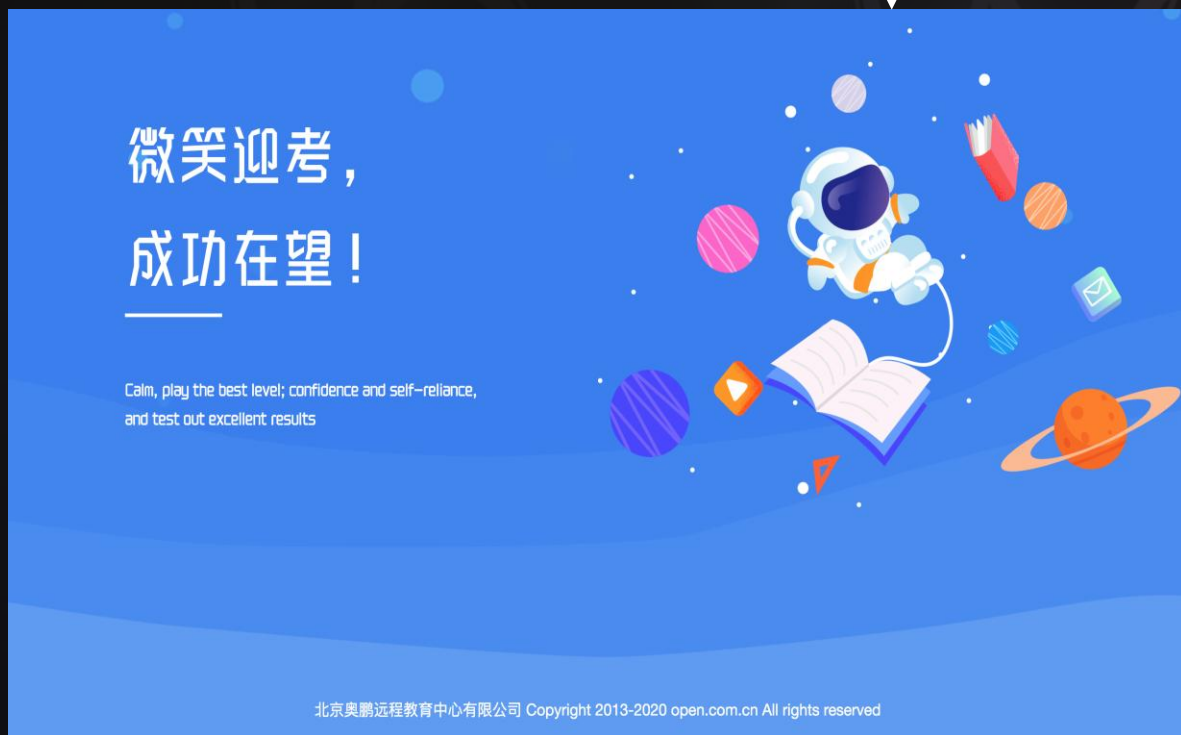 微笑迎考，
成功在望！
Calm, play the best level; confidence and self-reliance,
and test out excellent results
北京奥鹏远程教育中心有限公司 Copyright 2013-2020 open.com.cn All rights reserved